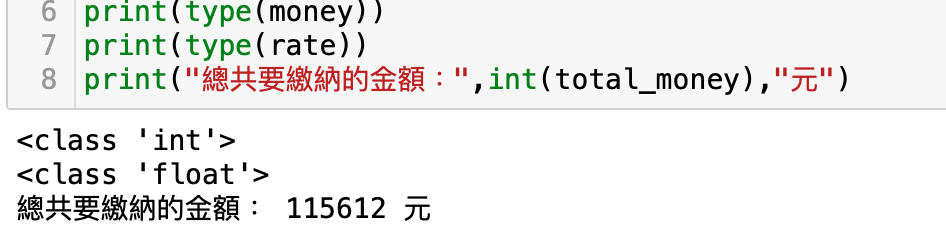 6 print(type(money))
7 print(type(rate))
8 print("總共要繳納的金額：",int(total_money),"元")
<class 'int'>
<class 'float'>
總共要繳納的金額： 115612 元